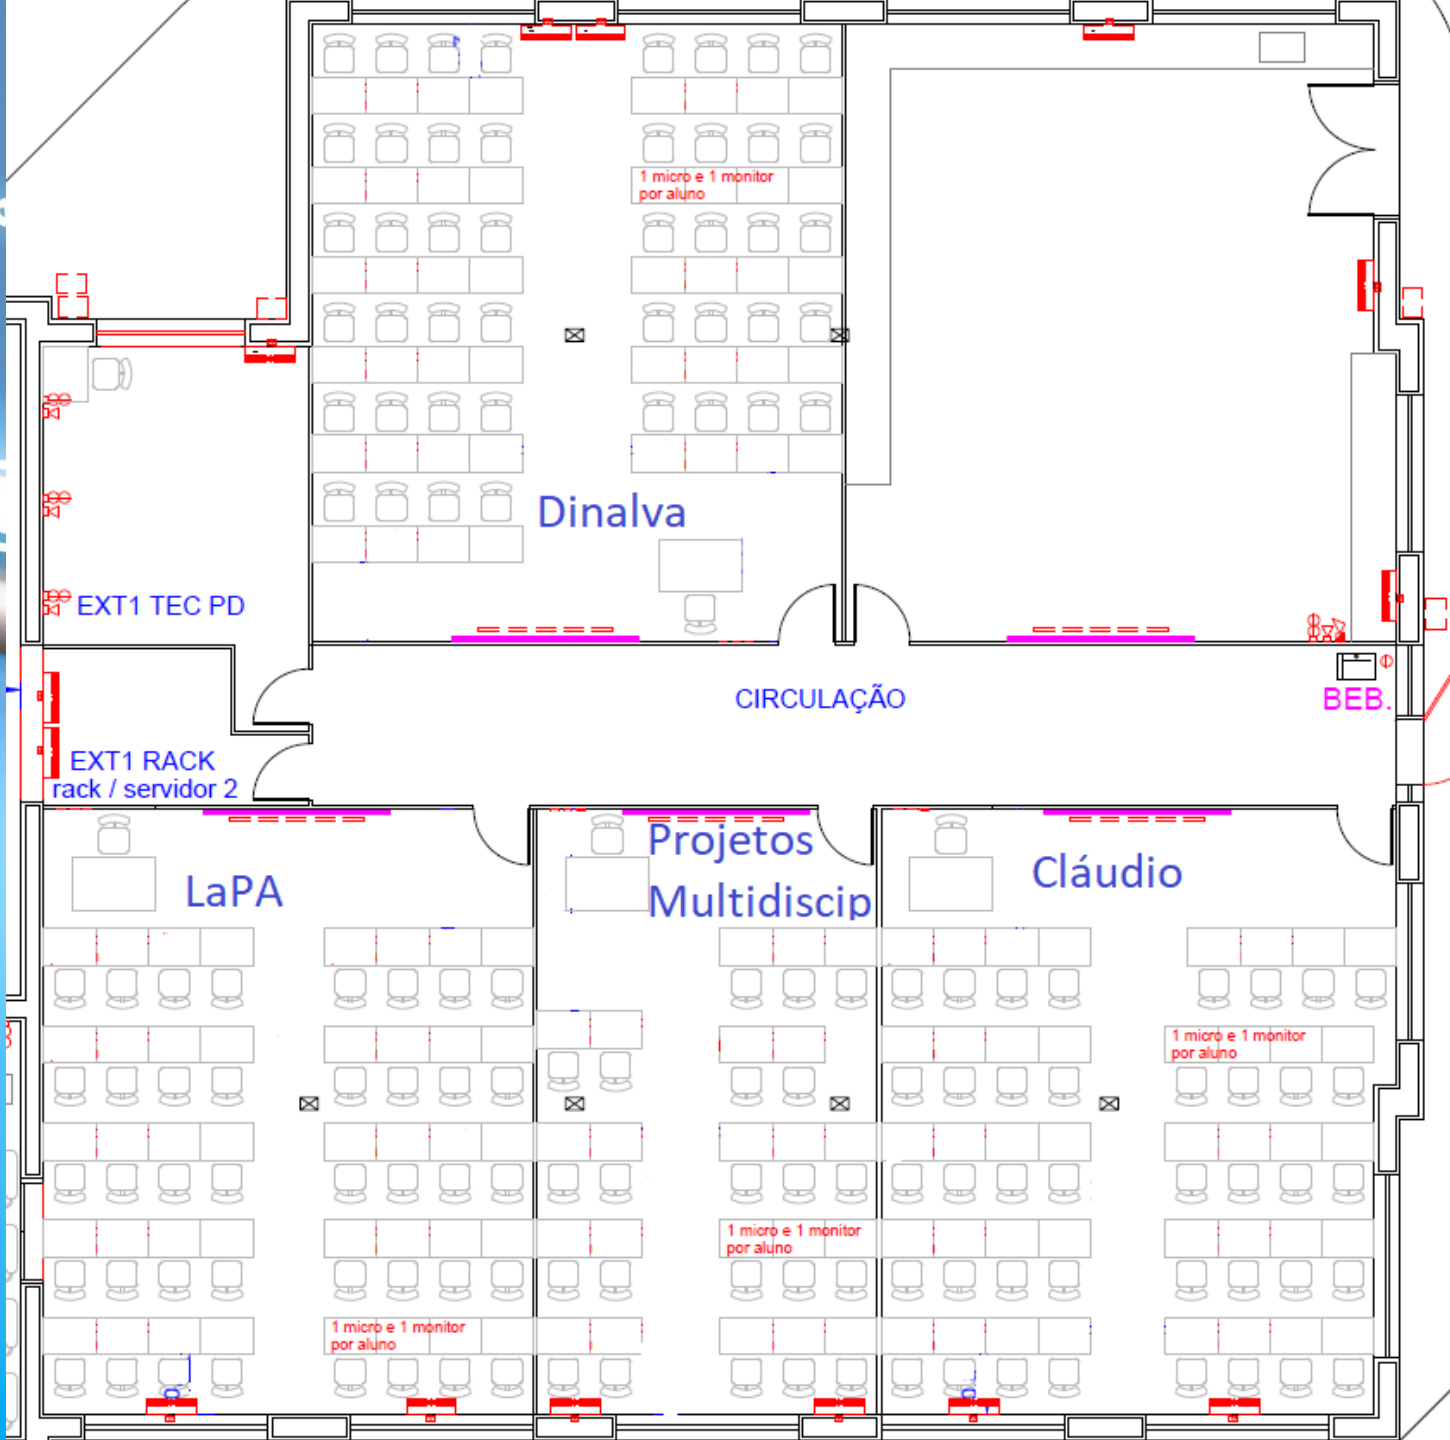 1 micro e 1 monitor
por aluno
Dinalva
EXT1 TEC PD
CIRCULAÇÃO
BEB.
EXT1 RACK
rack / servidor 2
LaPA
Projetos
Multidiscip
Cláudio
1 micro e 1 monitor
por aluno
1 micro e 1 monitor
por aluno
1 micro e 1 monitor
por aluno